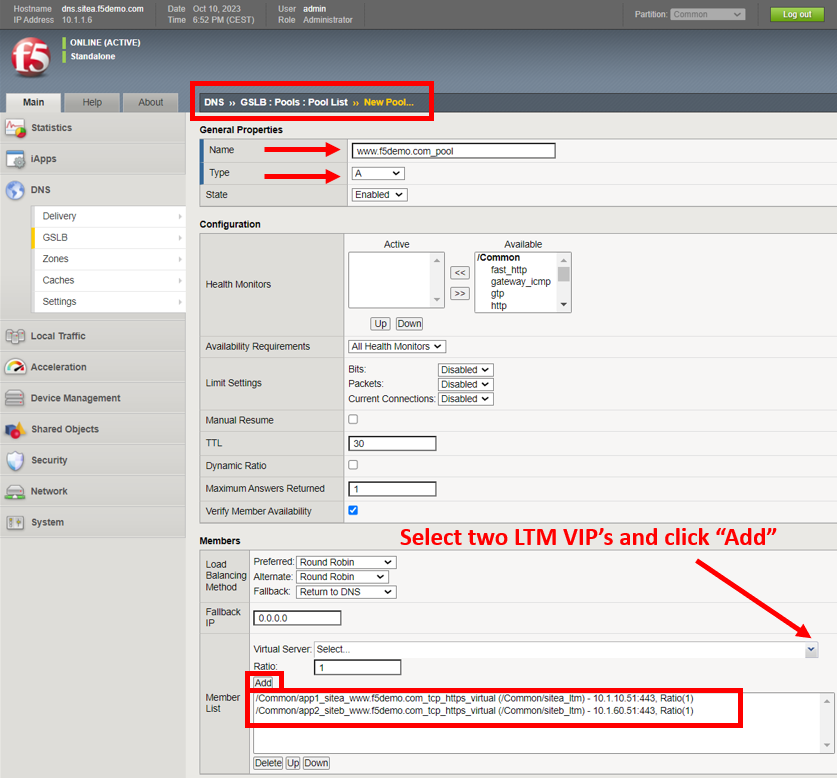 Hostname dns.sitea.f5demo.com Date Oct 10, 2023 User admin
IP Address 10.1.1.6 Time 6:52 PM (CEST) Role Administrator
Partition: Common Log out
f5
ONLINE (ACTIVE)
Standalone
Main Help About
DNS ›› GSLB : Pools : Pool List ›› New Pool...
Statistics
iApps
DNS
Delivery
GSLB
Zones
Caches
Settings
Local Traffic
Acceleration
Device Management
Shared Objects
Security
Network
System
General Properties
Name www.f5demo.com_pool
Type A
State Enabled
Configuration
Health Monitors
Active Available
/Common
fast_http
gateway_icmp
gtp
http
<<
>>
Up Down
Availability Requirements All Health Monitors
Limit Settings
Bits: Disabled
Packets: Disabled
Current Connections: Disabled
Manual Resume
TTL 30
Dynamic Ratio
Maximum Answers Returned 1
Verify Member Availability
Select two LTM VIP's and click “Add”
Members
Load Balancing Method
Preferred: Round Robin
Alternate: Round Robin
Fallback: Return to DNS
Fallback IP 0.0.0.0
Member List
Virtual Server: Select...
Ratio: 1
Add
/Common/app1_sitea_www.f5demo.com_tcp_https_virtual (/Common/sitea_ltm) - 10.1.10.51:443, Ratio(1)
/Common/app2_siteb_www.f5demo.com_tcp_https_virtual (/Common/siteb_ltm) - 10.1.60.51:443, Ratio(1)
Delete Up Down